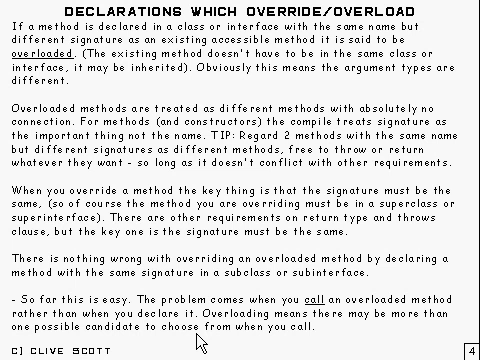 DECLARATIONS WHICH OVERRIDE/OVERLOAD
If a method is declared in a class or interface with the same name but
different signature as an existing accessible method it is said to be
overloaded. (The existing method doesn't have to be in the same class or
interface, it may be inherited). Obviously this means the argument types are
different.
Overloaded methods are treated as different methods with absolutely no
connection. For methods (and constructors) the compile treats signature as
the important thing not the name. TIP: Regard 2 methods with the same name
but different signatures as different methods, free to throw or return
whatever they want - so long as it doesn't conflict with other requirements.
When you override a method the key thing is that the signature must be the
same, (so of course the method you are overriding must be in a superclass or
superinterface). There are other requirements on return type and throws
clause, but the key one is the signature must be the same.
There is nothing wrong with overriding an overloaded method by declaring a
method with the same signature in a subclass or subinterface.
- So far this is easy. The problem comes when you call an overloaded method
rather than when you declare it. Overloading means there may be more than
one possible candidate to choose from when you call.
C] CLIVE SCOTT
4